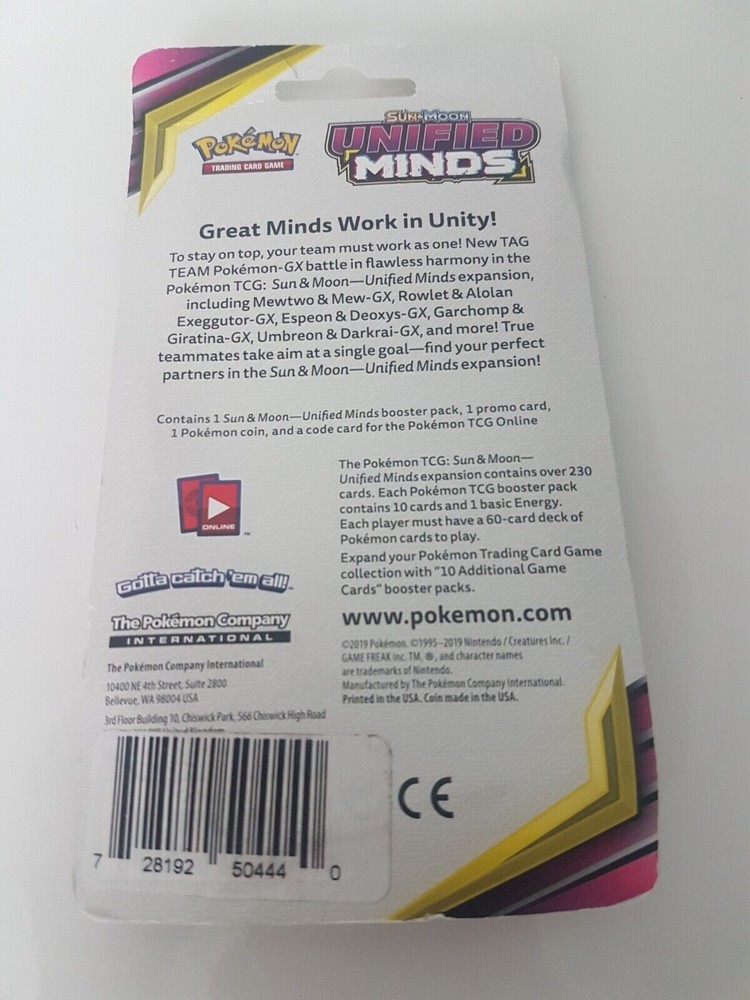 SUN & MOON
POKéMON
UNIFIED
TRADING CARD GAME
MINDS
Great Minds Work in Unity!
To stay on top, your team must work as one! New TAG
TEAM Pokémon-GX battle in flawless harmony in the
Pokémon TCG: Sun & Moon—Unified Minds expansion,
including Mewtwo & Mew-GX, Rowlet & Alolan
Exeggutor-GX, Espeon & Deoxys-GX, Garchomp &
Giratina-GX, Umbreon & Darkrai-GX, and more! True
teammates take aim at a single goal—find your perfect
partners in the Sun & Moon—Unified Minds expansion!
Contains 1 Sun & Moon—Unified Minds booster pack, 1 promo card,
1 Pokémon coin, and a code card for the Pokémon TCG Online
The Pokémon TCG: Sun & Moon—
Unified Minds expansion contains over 230
cards. Each Pokémon TCG booster pack
contains 10 cards and 1 basic Energy.
Each player must have a 60-card deck of
Pokémon cards to play.
Expand your Pokémon Trading Card Game
collection with "10 Additional Game
Cards" booster packs.
www.pokemon.com
©2019 Pokémon. ©1995–2019 Nintendo / Creatures Inc. /
GAME FREAK inc. TM, ®, and character names
are trademarks of Nintendo.
Manufactured by The Pokémon Company International.
Printed in the USA. Coin made in the USA.
ONLINE™
Gotta catch 'em all!™
The Pokémon Company
INTERNATIONAL
The Pokémon Company International
10400 NE 4th Street, Suite 2800
Bellevue, WA 98004 USA
3rd Floor Building 10, Chiswick Park, 566 Chiswick High Road
United Kingdom
CE
7 28192 50444 0